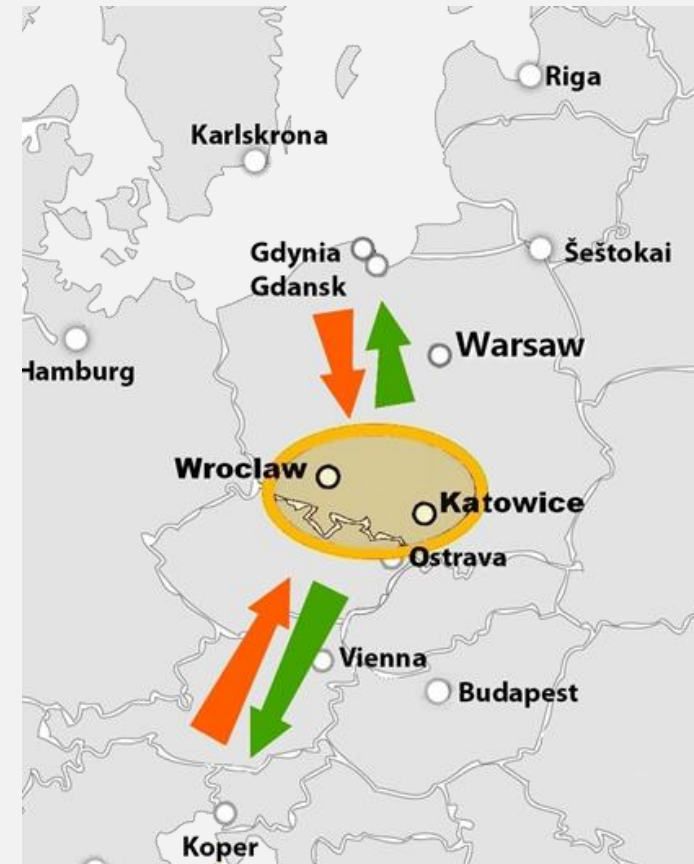 Riga
Karlskrona
Gdynia
Gdansk
Šeštokai
Warsaw
Hamburg
Wroclaw
Katowice
Ostrava
Vienna
Budapest
Koper